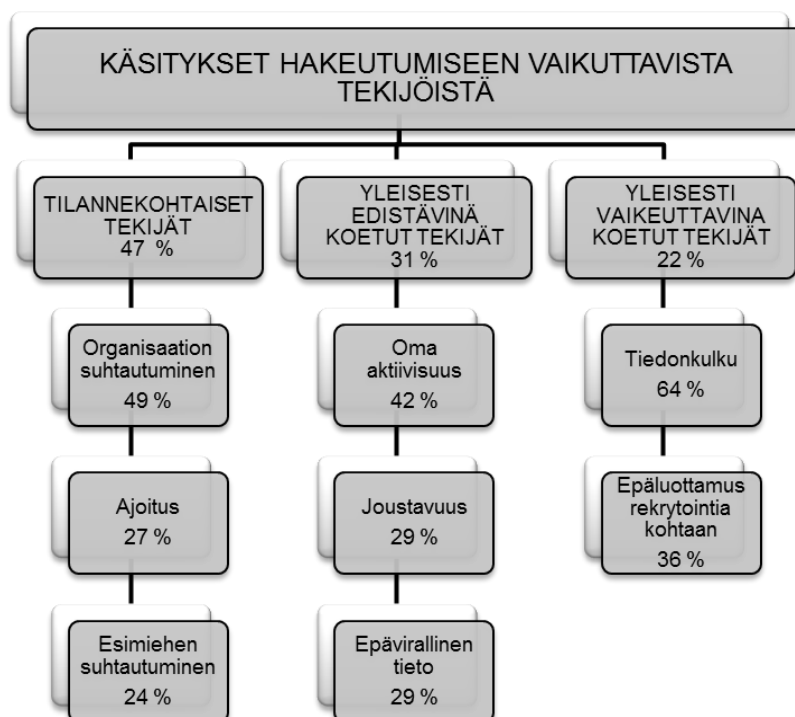 KÄSITYKSET HAKEUTUMISEEN VAIKUTTAVISTA
TEKIJÖISTÄ
TILANNEKOHTAISET
TEKIJÄT
47 %
Organisaation
suhtautuminen
49 %
Ajoitus
27 %
Esimiehen
suhtautuminen
24 %
YLEISESTI
EDISTÄVINÄ
KOETUT TEKIJÄT
31 %
Oma
aktiivisuus
42 %
Joustavuus
29 %
Epävirallinen
tieto
29 %
YLEISESTI
VAIKEUTTAVINA
KOETUT TEKIJÄT
22 %
Tiedonkulku
64 %
Epäluottamus
rekrytointia
kohtaan
36 %